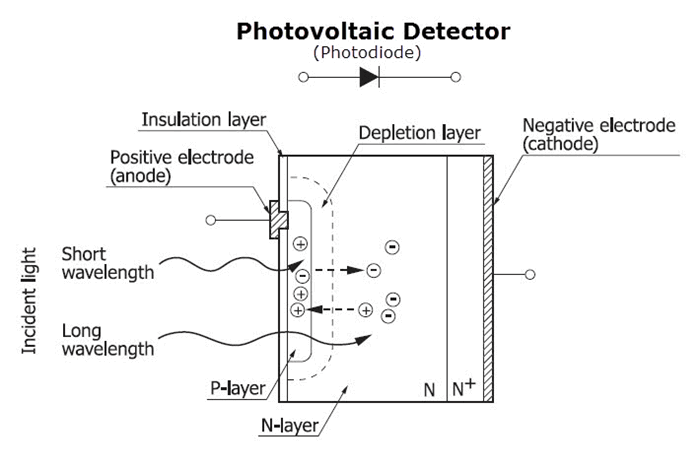 Photovoltaic Detector
(Photodiode)
Insulation layer
Depletion layer
Negative electrode
(cathode)
Positive electrode
(anode)
Incident light
Short
wavelength
Long
wavelength
+
-
-
-
+
+
+
-
-
P-layer
N-layer
N
N+